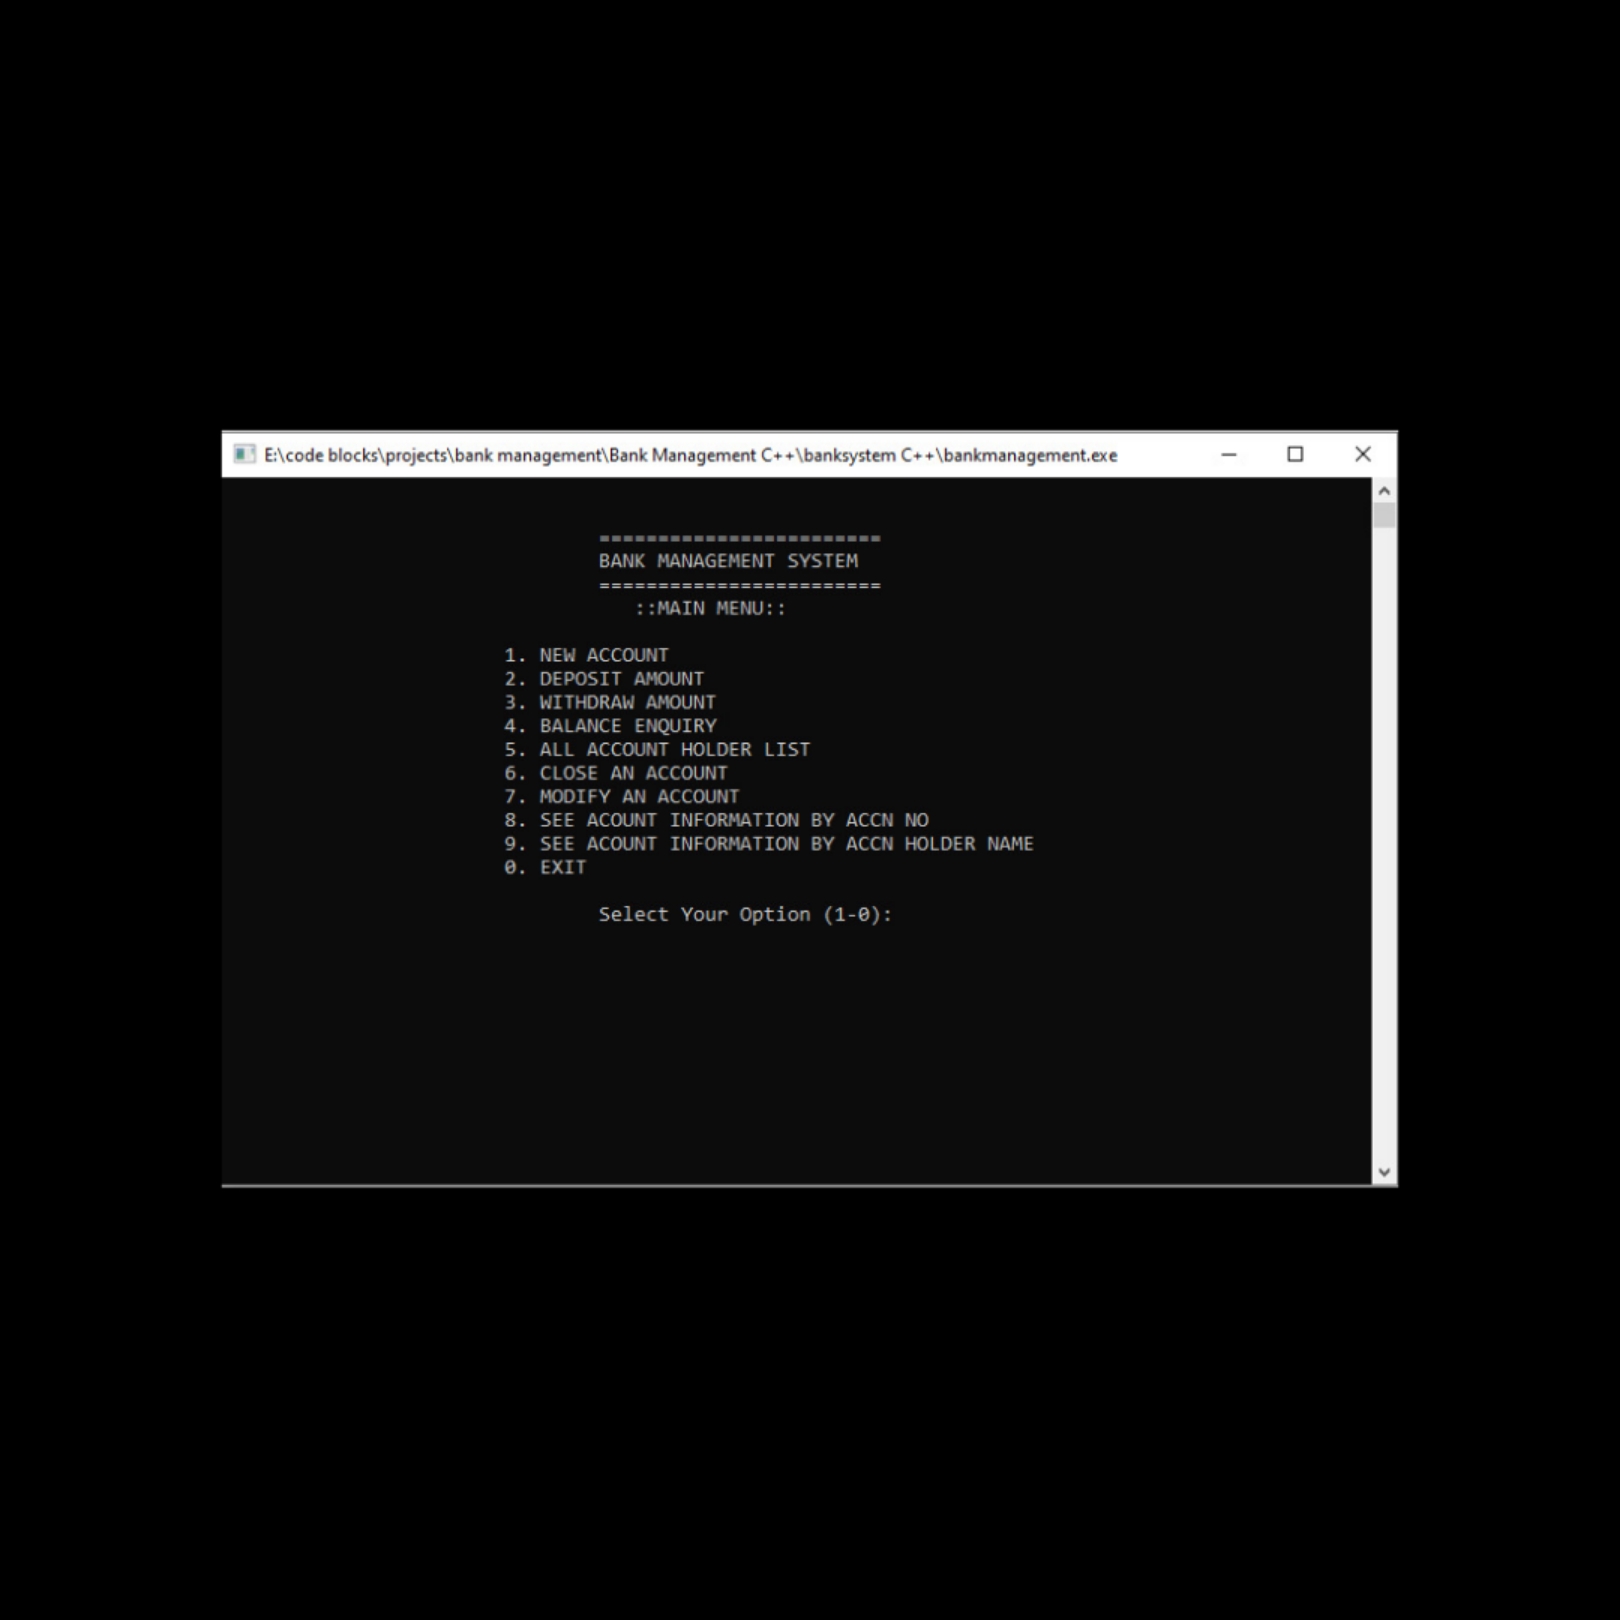 E:\code blocks\projects\bank management\Bank Management C++\banksystem C++\bankmanagement.exe
========================
BANK MANAGEMENT SYSTEM
========================
::MAIN MENU::
1. NEW ACCOUNT
2. DEPOSIT AMOUNT
3. WITHDRAW AMOUNT
4. BALANCE ENQUIRY
5. ALL ACCOUNT HOLDER LIST
6. CLOSE AN ACCOUNT
7. MODIFY AN ACCOUNT
8. SEE ACOUNT INFORMATION BY ACCN NO
9. SEE ACOUNT INFORMATION BY ACCN HOLDER NAME
0. EXIT
Select Your Option (1-0):